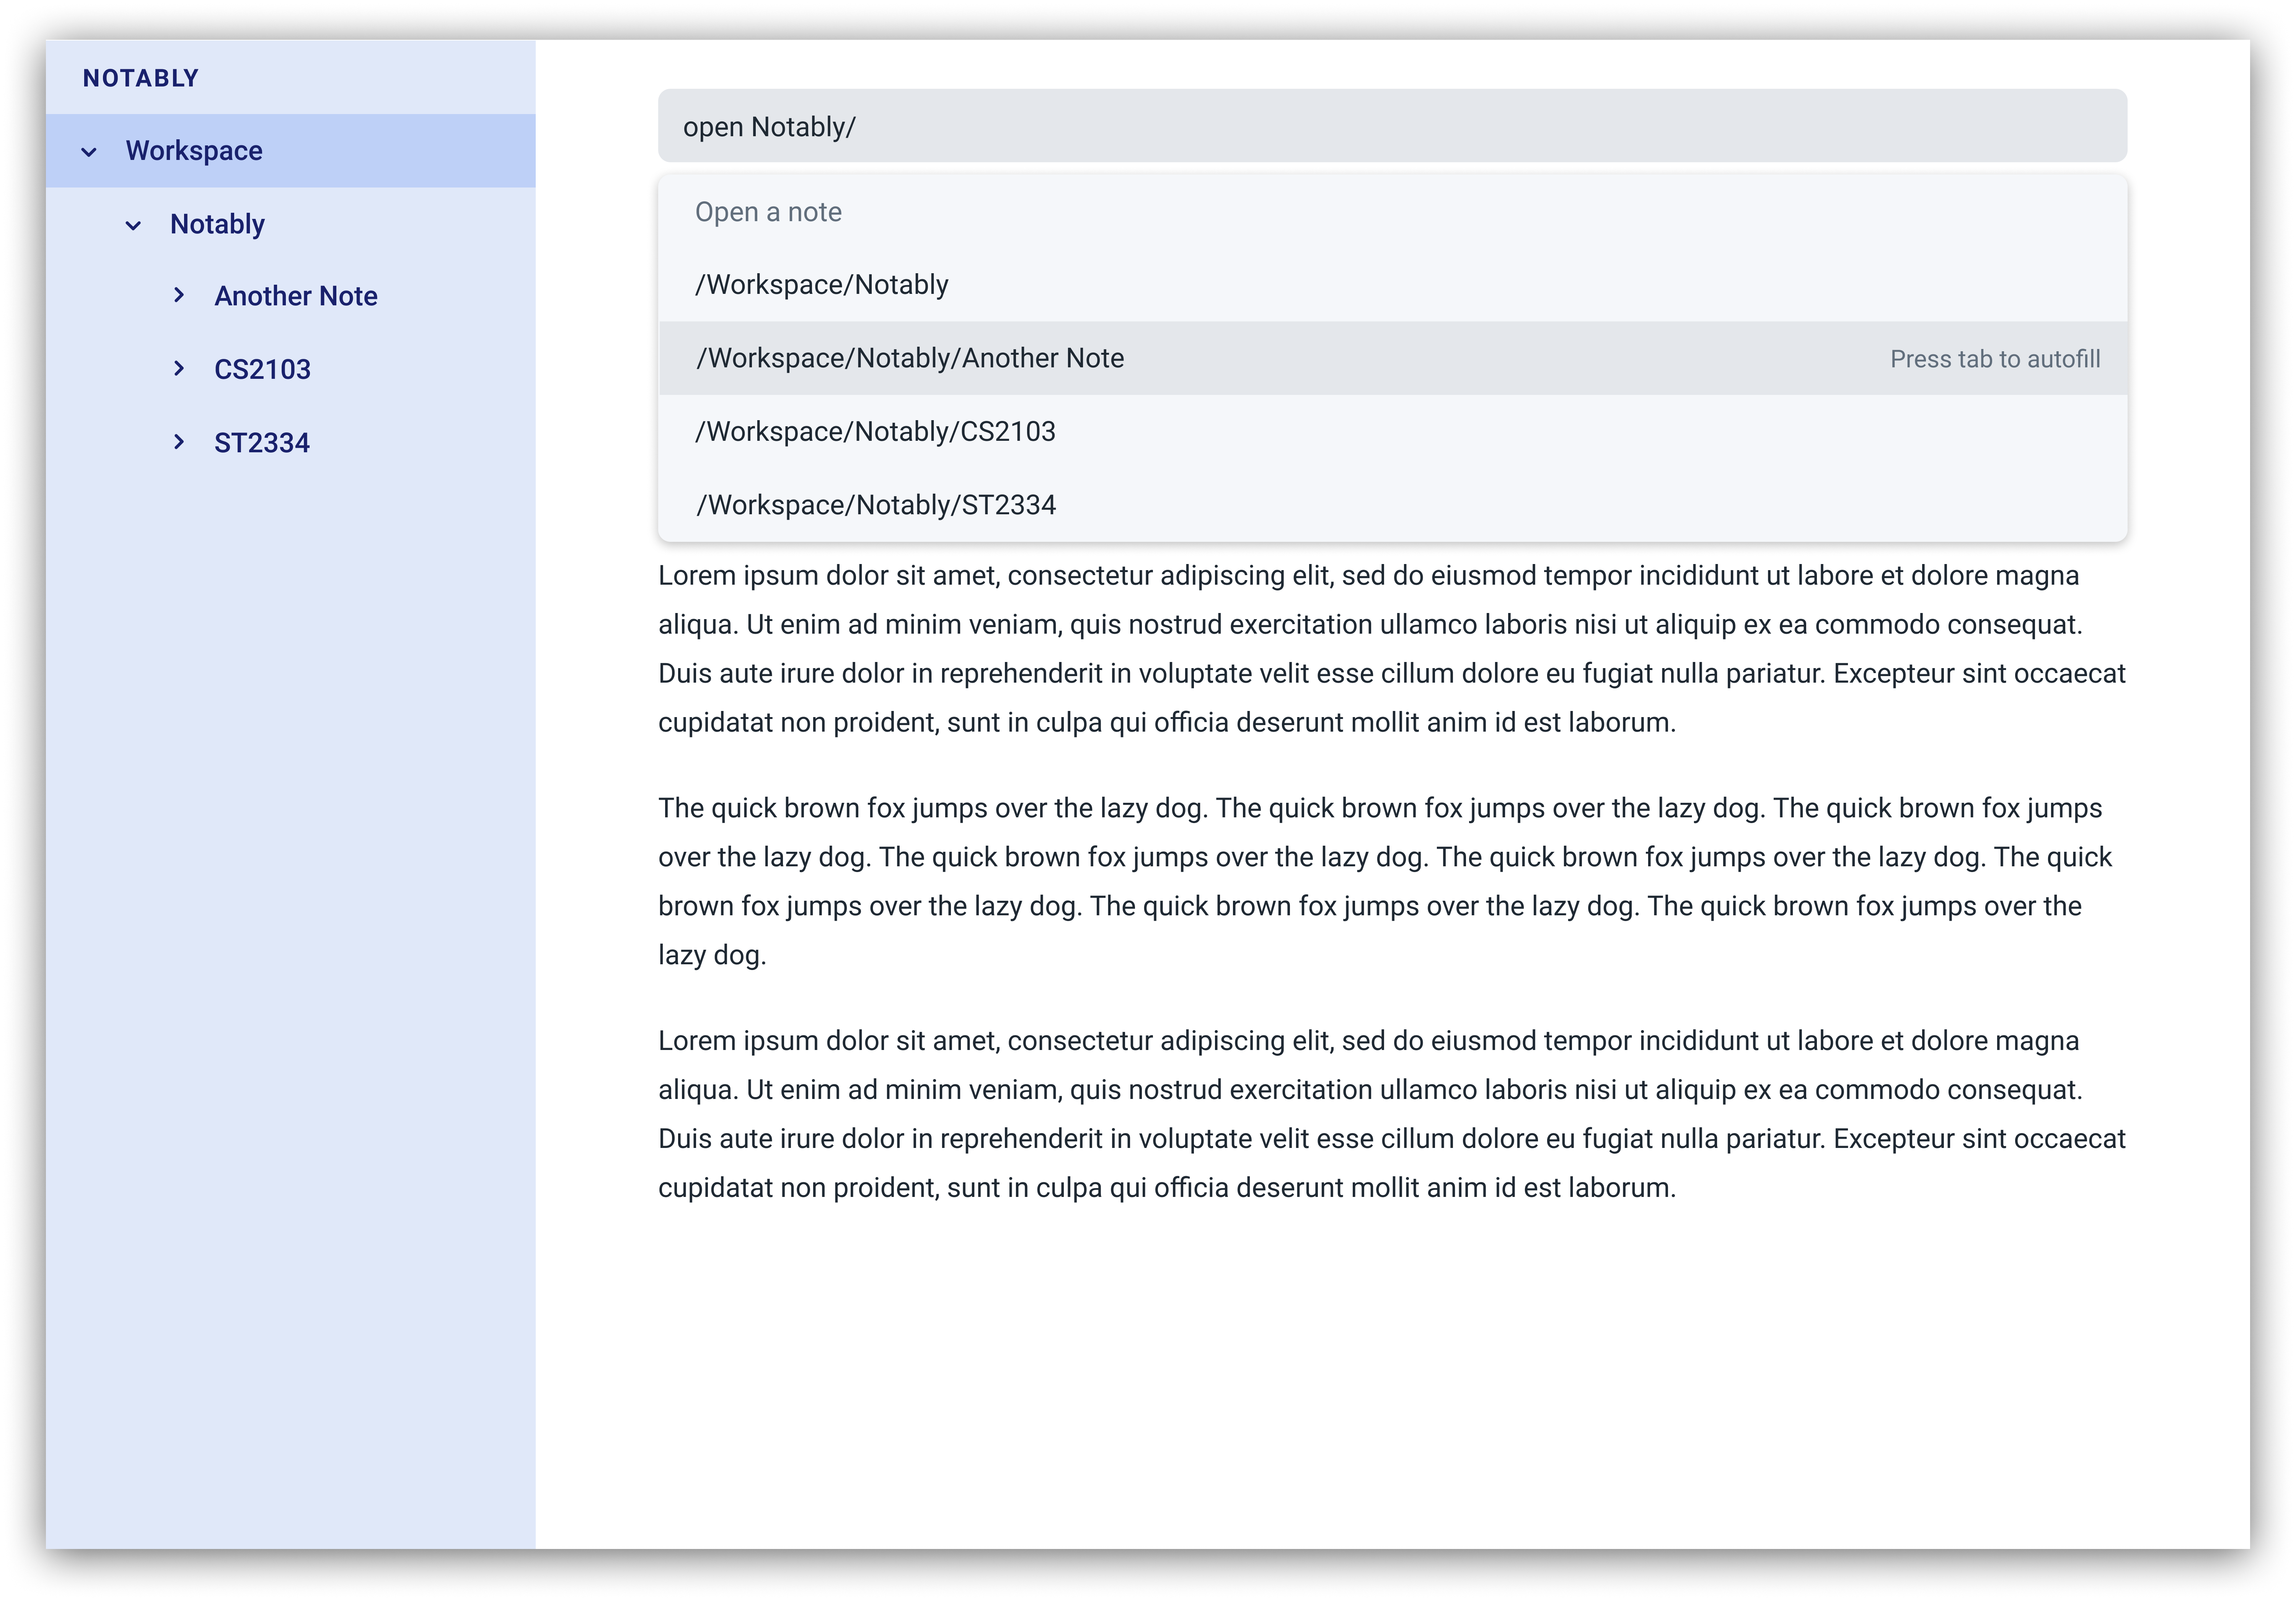 NOTABLY
Workspace
Notably
Another Note
CS2103
ST2334
open Notably/
Open a note
/Workspace/Notably
/Workspace/Notably/Another Note Press tab to autofill
/Workspace/Notably/CS2103
/Workspace/Notably/ST2334
Lorem ipsum dolor sit amet, consectetur adipiscing elit, sed do eiusmod tempor incididunt ut labore et dolore magna
aliqua. Ut enim ad minim veniam, quis nostrud exercitation ullamco laboris nisi ut aliquip ex ea commodo consequat.
Duis aute irure dolor in reprehenderit in voluptate velit esse cillum dolore eu fugiat nulla pariatur. Excepteur sint occaecat
cupidatat non proident, sunt in culpa qui officia deserunt mollit anim id est laborum.
The quick brown fox jumps over the lazy dog. The quick brown fox jumps over the lazy dog. The quick brown fox jumps
over the lazy dog. The quick brown fox jumps over the lazy dog. The quick brown fox jumps over the lazy dog. The quick
brown fox jumps over the lazy dog. The quick brown fox jumps over the lazy dog. The quick brown fox jumps over the
lazy dog.
Lorem ipsum dolor sit amet, consectetur adipiscing elit, sed do eiusmod tempor incididunt ut labore et dolore magna
aliqua. Ut enim ad minim veniam, quis nostrud exercitation ullamco laboris nisi ut aliquip ex ea commodo consequat.
Duis aute irure dolor in reprehenderit in voluptate velit esse cillum dolore eu fugiat nulla pariatur. Excepteur sint occaecat
cupidatat non proident, sunt in culpa qui officia deserunt mollit anim id est laborum.